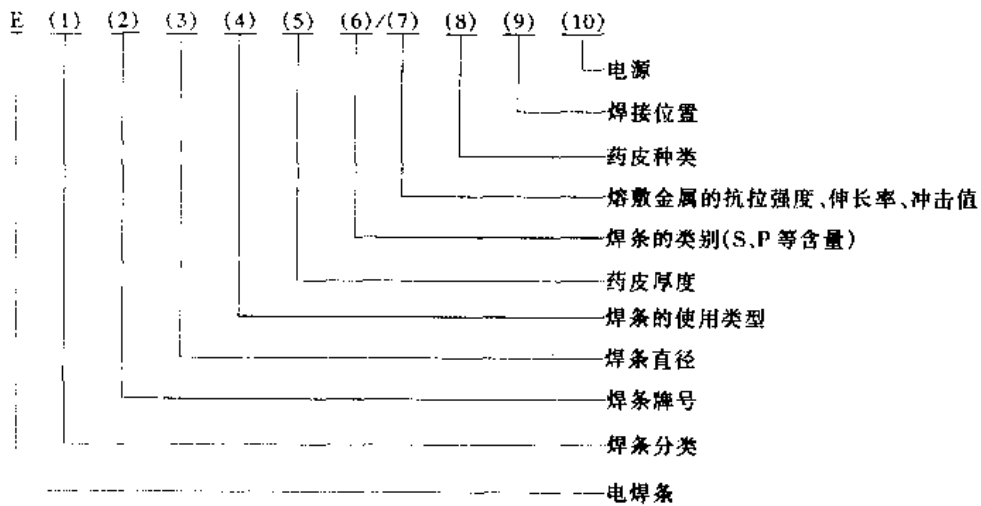 E (1) (2) (3) (4) (5) (6)/(7) (8) (9) (10)
电源
焊接位置
药皮种类
熔敷金属的抗拉强度、伸长率、冲击值
焊条的类别(S、P 等含量)
药皮厚度
焊条的使用类型
焊条直径
焊条牌号
焊条分类
电焊条